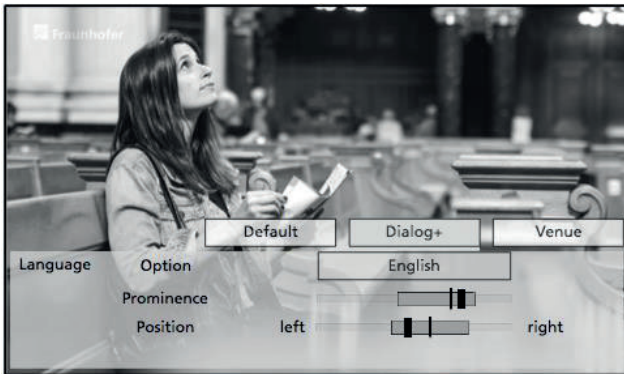 Fraunhofer
Default Dialog+ Venue
Language Option English
Prominence
Position left right